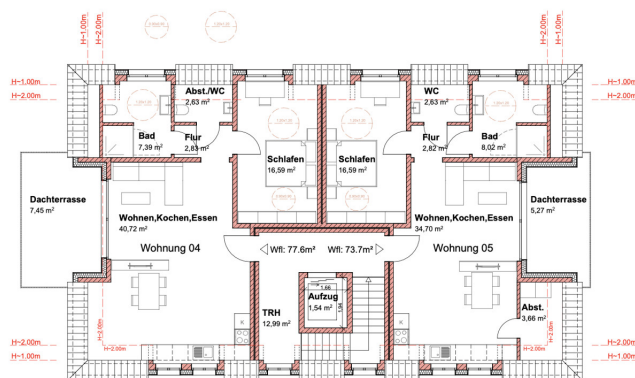 H=1.00m
H=2.00m
H=2.00m
H=1.00m
H=1.00m
H=2.00m
H=1.00m
H=2.00m
Abst./WC
2,63 m²
WC
2,63 m²
Bad
7,39 m²
Flur
2,83 m²
Flur
2,82 m²
Bad
8,02 m²
Schlafen
16,59 m²
Schlafen
16,59 m²
Dachterrasse
7,45 m²
Dachterrasse
5,27 m²
Wohnen,Kochen,Essen
40,72 m²
Wohnen,Kochen,Essen
34,70 m²
Wohnung 04
Wfl: 77.6m²
Wfl: 73.7m²
Wohnung 05
1.66
Aufzug
1,54 m²
1.94
TRH
12,99 m²
Abst.
3,66 m²
K
K
H=2.00m
H=2.00m
H=2.00m
H=1.00m
H=2.00m
H=1.00m
H=2.00m
H=2.00m